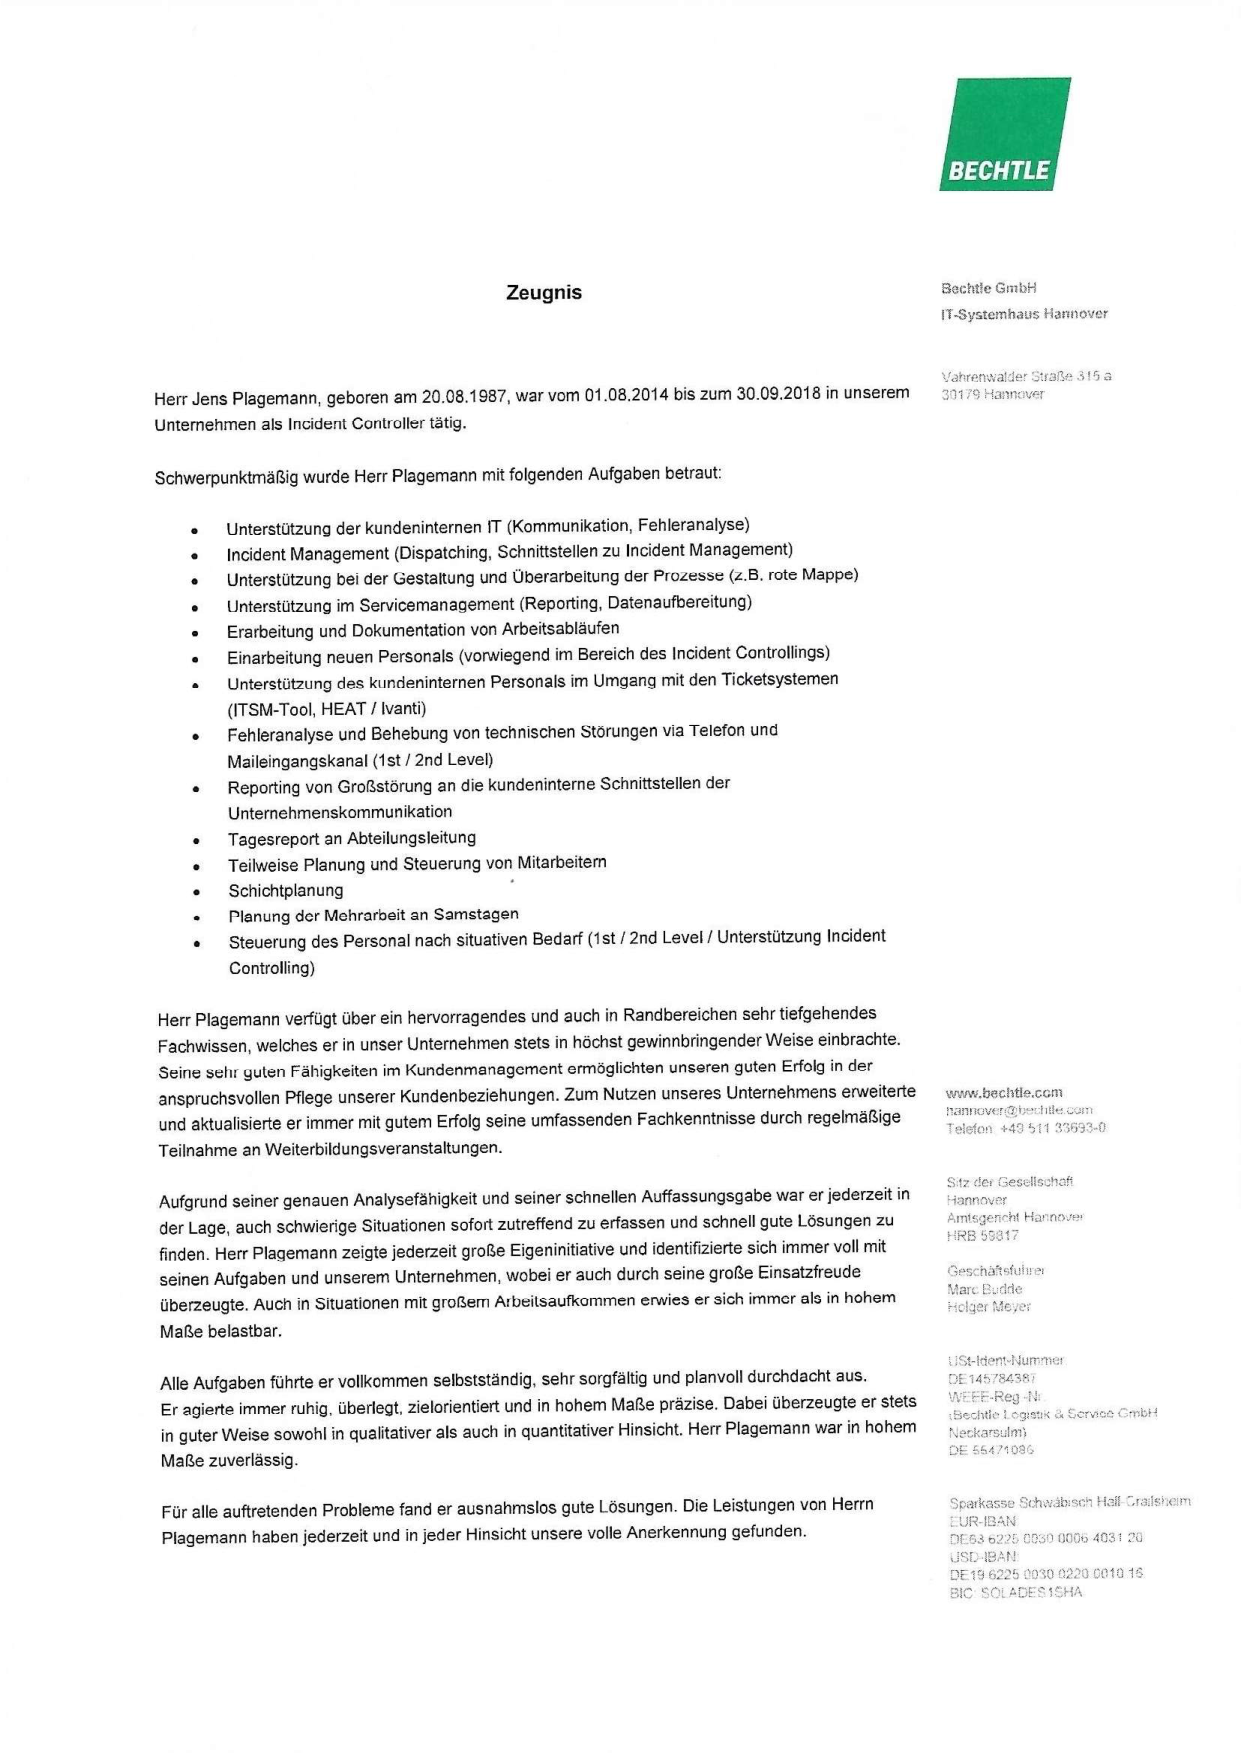 BECHTLE
Zeugnis
Bechtle GmbH
IT-Systemhaus Hannover
Vahrenwalder Straße 315 a
30179 Hannover
Herr Jens Plagemann, geboren am 20.08.1987, war vom 01.08.2014 bis zum 30.09.2018 in unserem
Unternehmen als Incident Controller tätig.
Schwerpunktmäßig wurde Herr Plagemann mit folgenden Aufgaben betraut:
• Unterstützung der kundeninternen IT (Kommunikation, Fehleranalyse)
• Incident Management (Dispatching, Schnittstellen zu Incident Management)
• Unterstützung bei der Gestaltung und Überarbeitung der Prozesse (z.B. rote Mappe)
• Unterstützung im Servicemanagement (Reporting, Datenaufbereitung)
• Erarbeitung und Dokumentation von Arbeitsabläufen
• Einarbeitung neuen Personals (vorwiegend im Bereich des Incident Controllings)
• Unterstützung des kundeninternen Personals im Umgang mit den Ticketsystemen
(ITSM-Tool, HEAT / Ivanti)
• Fehleranalyse und Behebung von technischen Störungen via Telefon und
Maileingangskanal (1st / 2nd Level)
• Reporting von Großstörung an die kundeninterne Schnittstellen der
Unternehmenskommunikation
• Tagesreport an Abteilungsleitung
• Teilweise Planung und Steuerung von Mitarbeitern
• Schichtplanung
• Planung der Mehrarbeit an Samstagen
• Steuerung des Personal nach situativen Bedarf (1st / 2nd Level / Unterstützung Incident
Controlling)
Herr Plagemann verfügt über ein hervorragendes und auch in Randbereichen sehr tiefgehendes
Fachwissen, welches er in unser Unternehmen stets in höchst gewinnbringender Weise einbrachte.
Seine sehr guten Fähigkeiten im Kundenmanagement ermöglichten unseren guten Erfolg in der
anspruchsvollen Pflege unserer Kundenbeziehungen. Zum Nutzen unseres Unternehmens erweiterte
und aktualisierte er immer mit gutem Erfolg seine umfassenden Fachkenntnisse durch regelmäßige
Teilnahme an Weiterbildungsveranstaltungen.
Aufgrund seiner genauen Analysefähigkeit und seiner schnellen Auffassungsgabe war er jederzeit in
der Lage, auch schwierige Situationen sofort zutreffend zu erfassen und schnell gute Lösungen zu
finden. Herr Plagemann zeigte jederzeit große Eigeninitiative und identifizierte sich immer voll mit
seinen Aufgaben und unserem Unternehmen, wobei er auch durch seine große Einsatzfreude
überzeugte. Auch in Situationen mit großem Arbeitsaufkommen erwies er sich immer als in hohem
Maße belastbar.
Alle Aufgaben führte er vollkommen selbstständig, sehr sorgfältig und planvoll durchdacht aus.
Er agierte immer ruhig, überlegt, zielorientiert und in hohem Maße präzise. Dabei überzeugte er stets
in guter Weise sowohl in qualitativer als auch in quantitativer Hinsicht. Herr Plagemann war in hohem
Maße zuverlässig.
Für alle auftretenden Probleme fand er ausnahmslos gute Lösungen. Die Leistungen von Herrn
Plagemann haben jederzeit und in jeder Hinsicht unsere volle Anerkennung gefunden.
www.bechtle.com
hannover@bechtle.com
Telefon +49 511 33693-0
Sitz der Gesellschaft
Hannover
Amtsgericht Hannover
HRB 59817
Geschäftsführer
Marc Budde
Holger Meyer
USt-Ident-Nummer
DE145784387
WEEE-Reg.-Nr.
(Bechtle Logistik & Service GmbH
Neckarsulm)
DE 55471086
Sparkasse Schwäbisch Hall-Crailsheim
EUR-IBAN
DE63 6225 0030 0006 4031 20
USD-IBAN
DE19 6225 0030 0220 0010 16
BIC: SOLADES1SHA